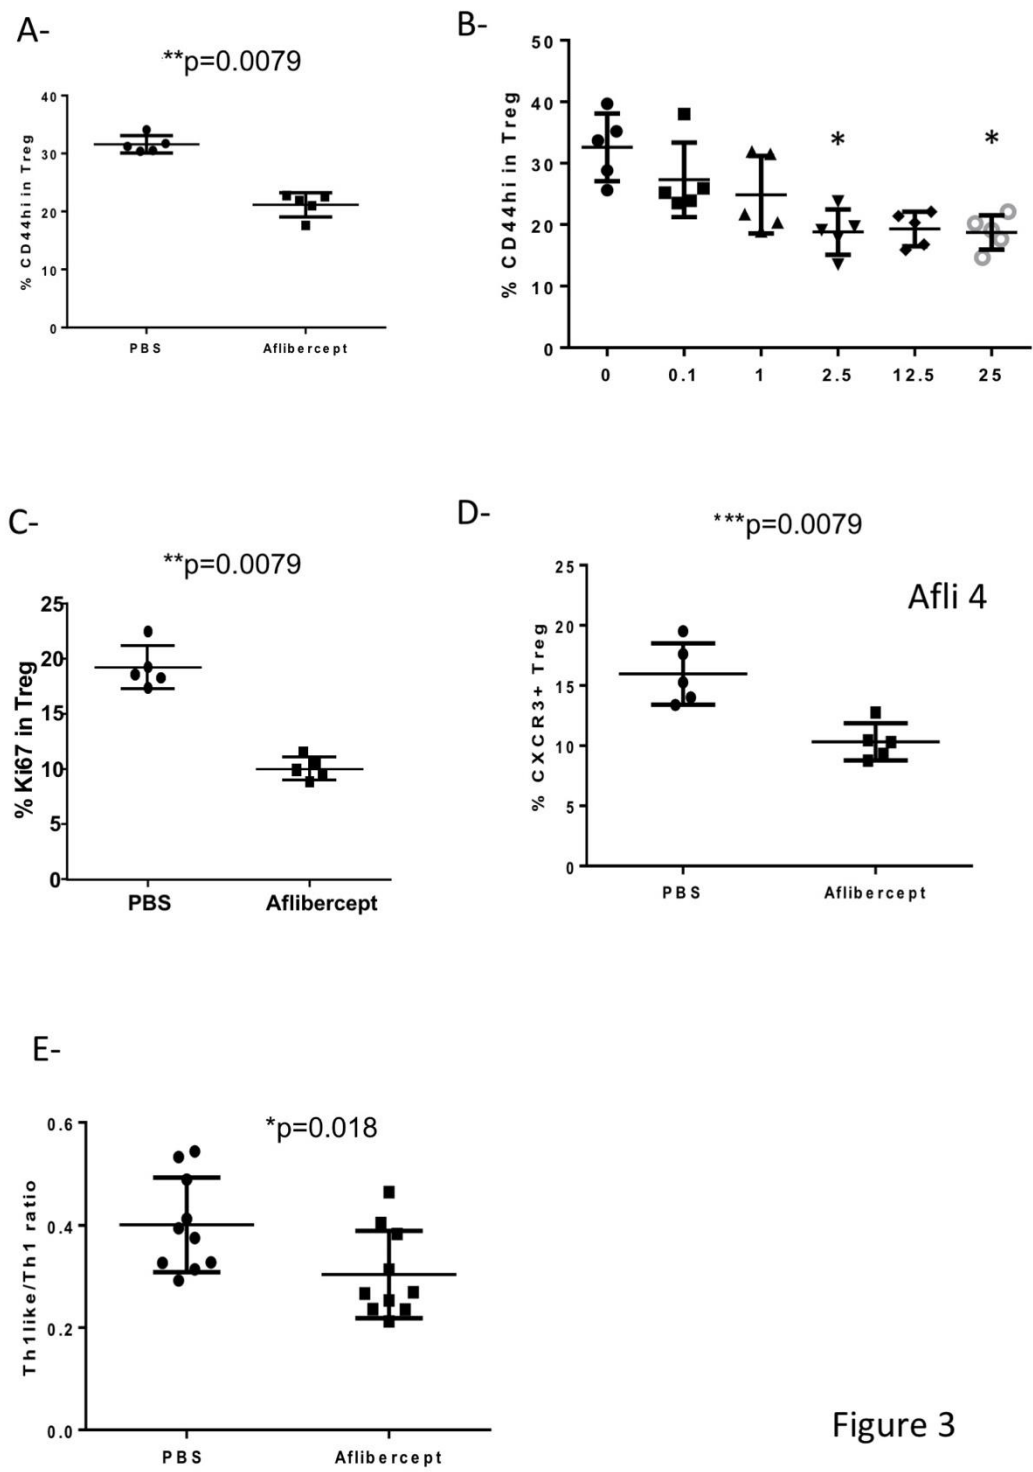 A-
**p=0.0079
% CD44hi in Treg
40
30
20
10
0
PBS Aflibercept
B-
% CD44hi in Treg
50
40
30
20
10
0
0 0.1 1 2.5 12.5 25
* *
C-
**p=0.0079
% Ki67 in Treg
25
20
15
10
5
0
PBS Aflibercept
D-
***p=0.0079
Afli 4
% CXCR3+ Treg
25
20
15
10
5
0
PBS Aflibercept
E-
*p=0.018
Th1like/Th1 ratio
0.6
0.4
0.2
0.0
PBS Aflibercept
Figure 3